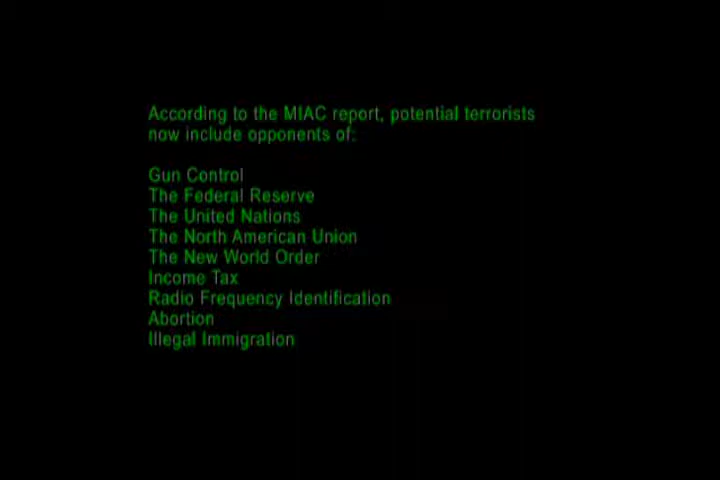 According to the MIAC report, potential terrorists
now include opponents of:
Gun Control
The Federal Reserve
The United Nations
The North American Union
The New World Order
Income Tax
Radio Frequency Identification
Abortion
Illegal Immigration